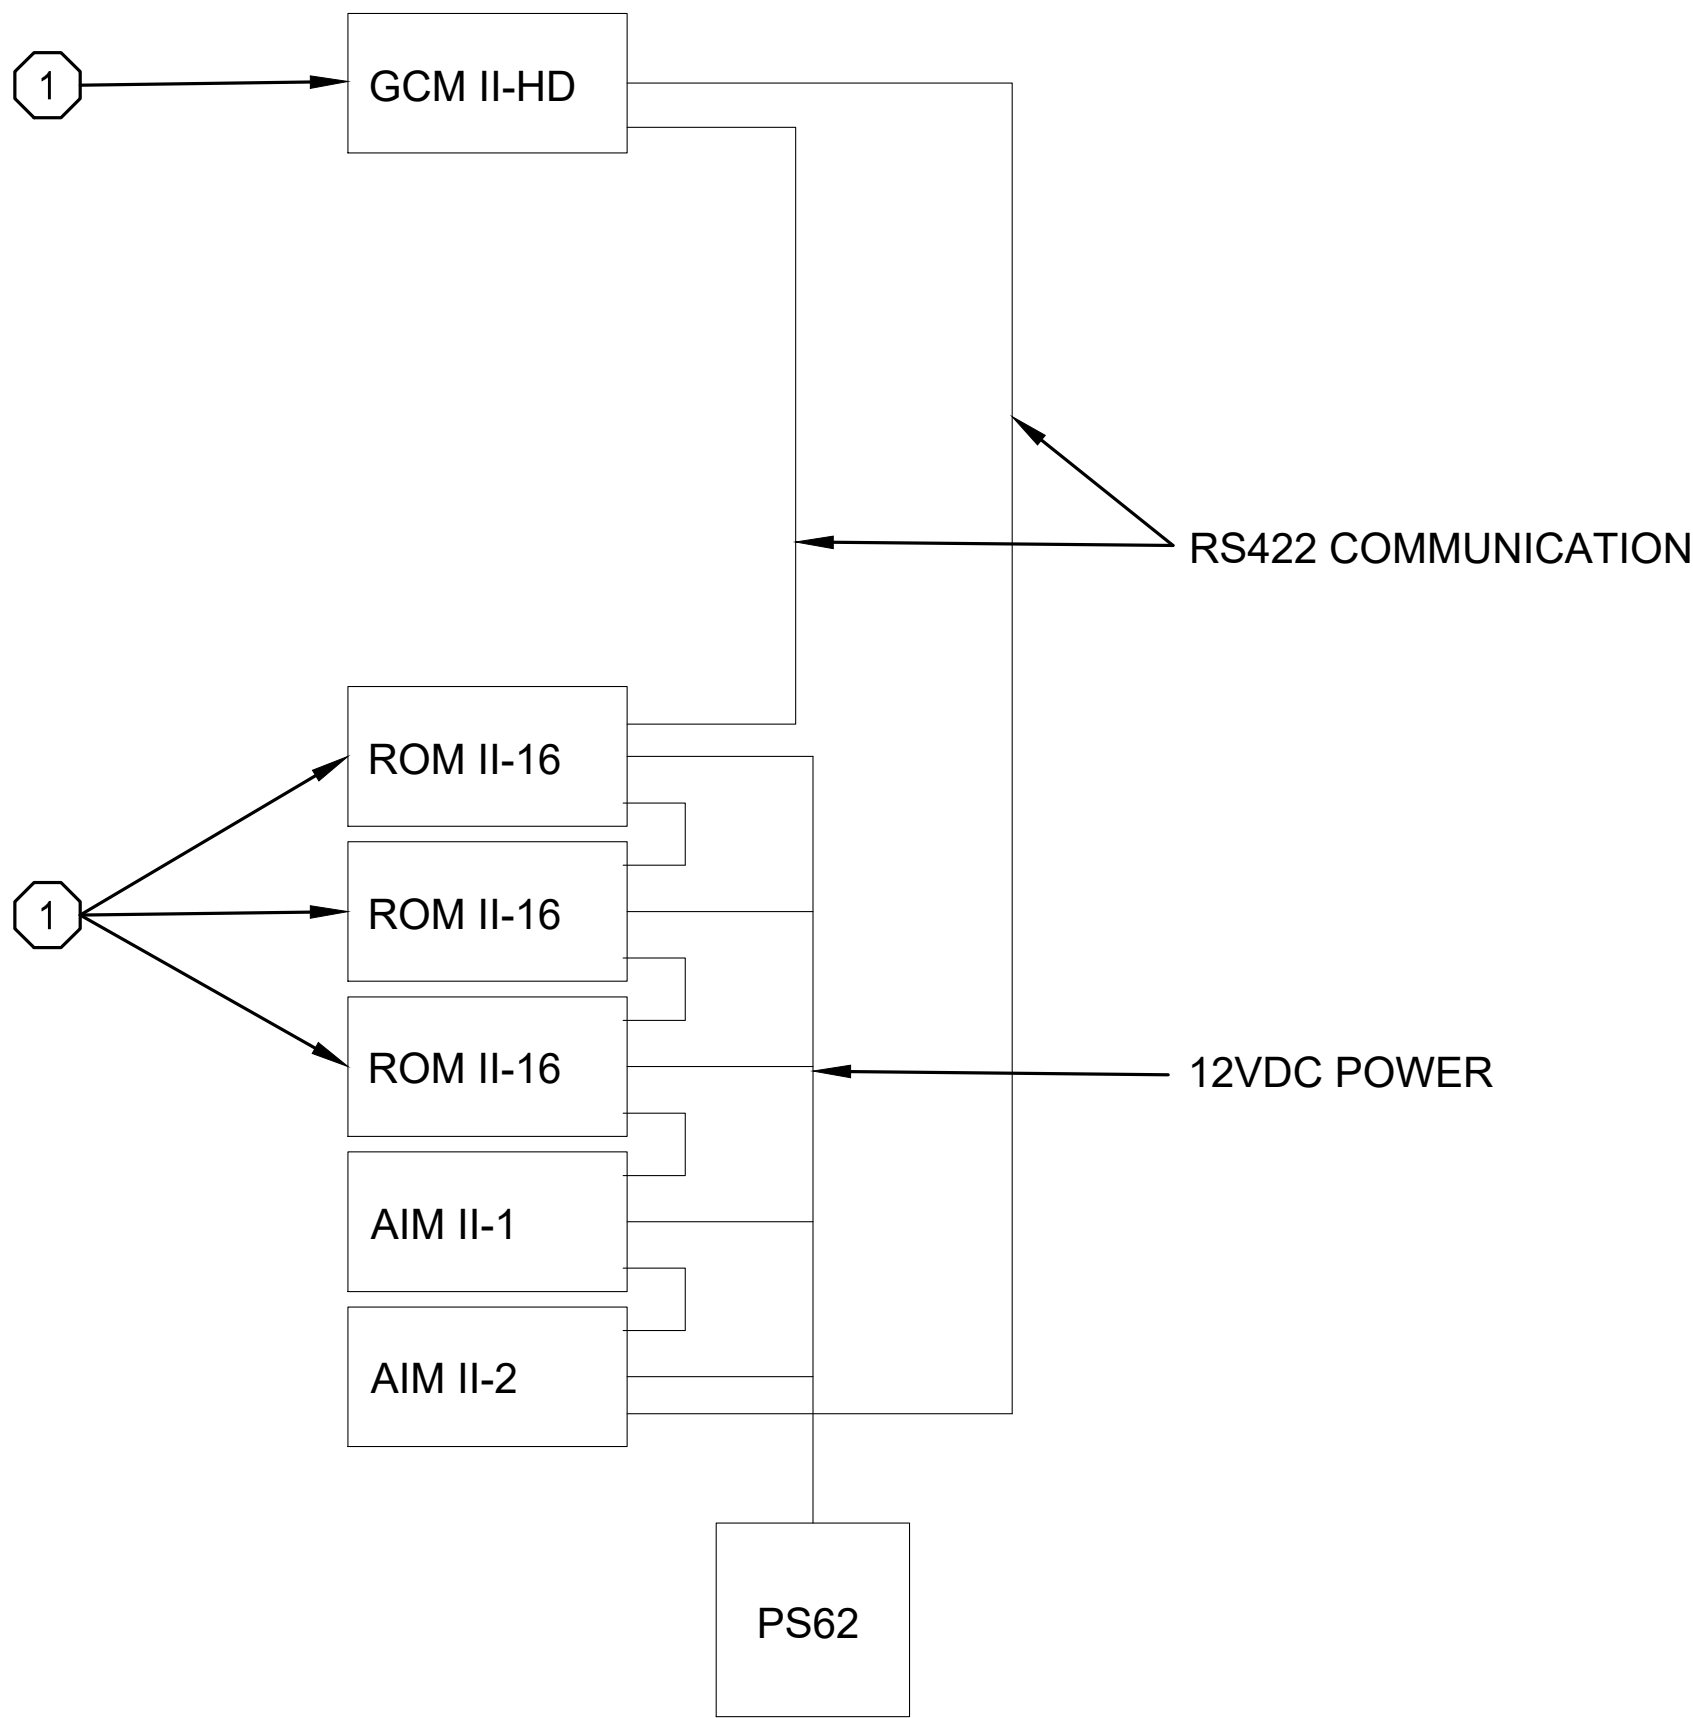 1
GCM II-HD
RS422 COMMUNICATION
ROM II-16
1
ROM II-16
ROM II-16
12VDC POWER
AIM II-1
AIM II-2
PS62